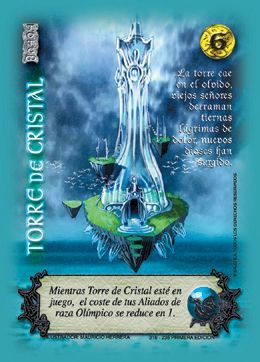 TORRE DE CRISTAL
6
La torre cae
en el olvido,
viejos señores
derraman
tiernas
lágrimas de
dolor, nuevos
dioses han
surgido.
Mientras Torre de Cristal esté en
juego, el coste de tus Aliados de
raza Olímpico se reduce en 1.
ILUSTRADOR: MAURICIO HERRERA
PRIMERA EDICION